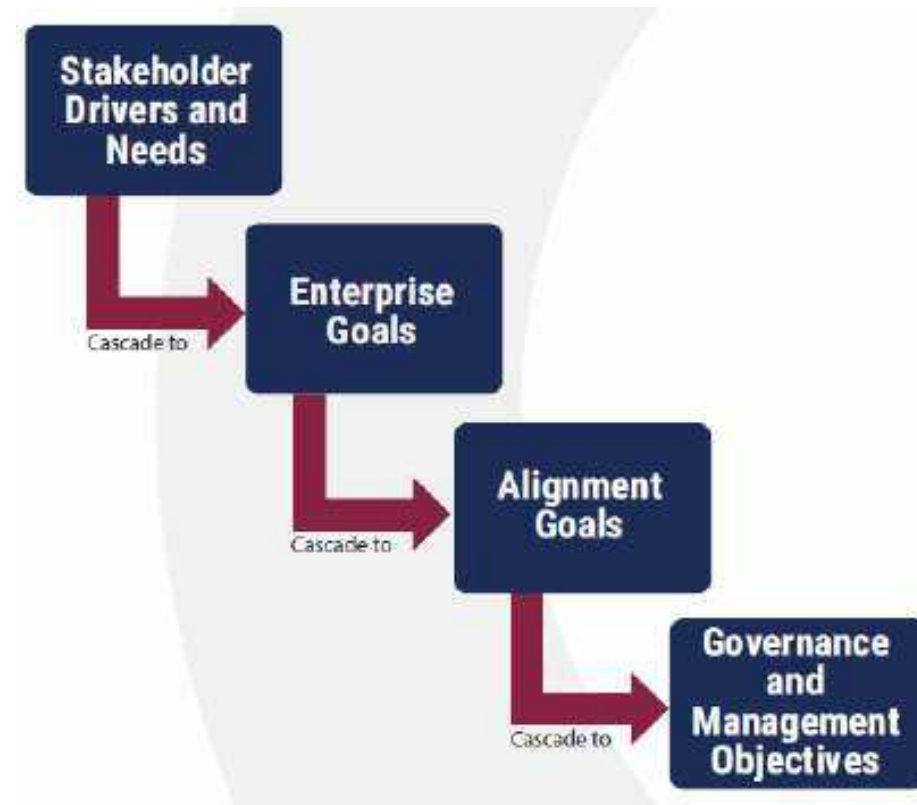 Stakeholder
Drivers and
Needs
Cascade to
Enterprise
Goals
Cascade to
Alignment
Goals
Cascade to
Governance
and
Management
Objectives